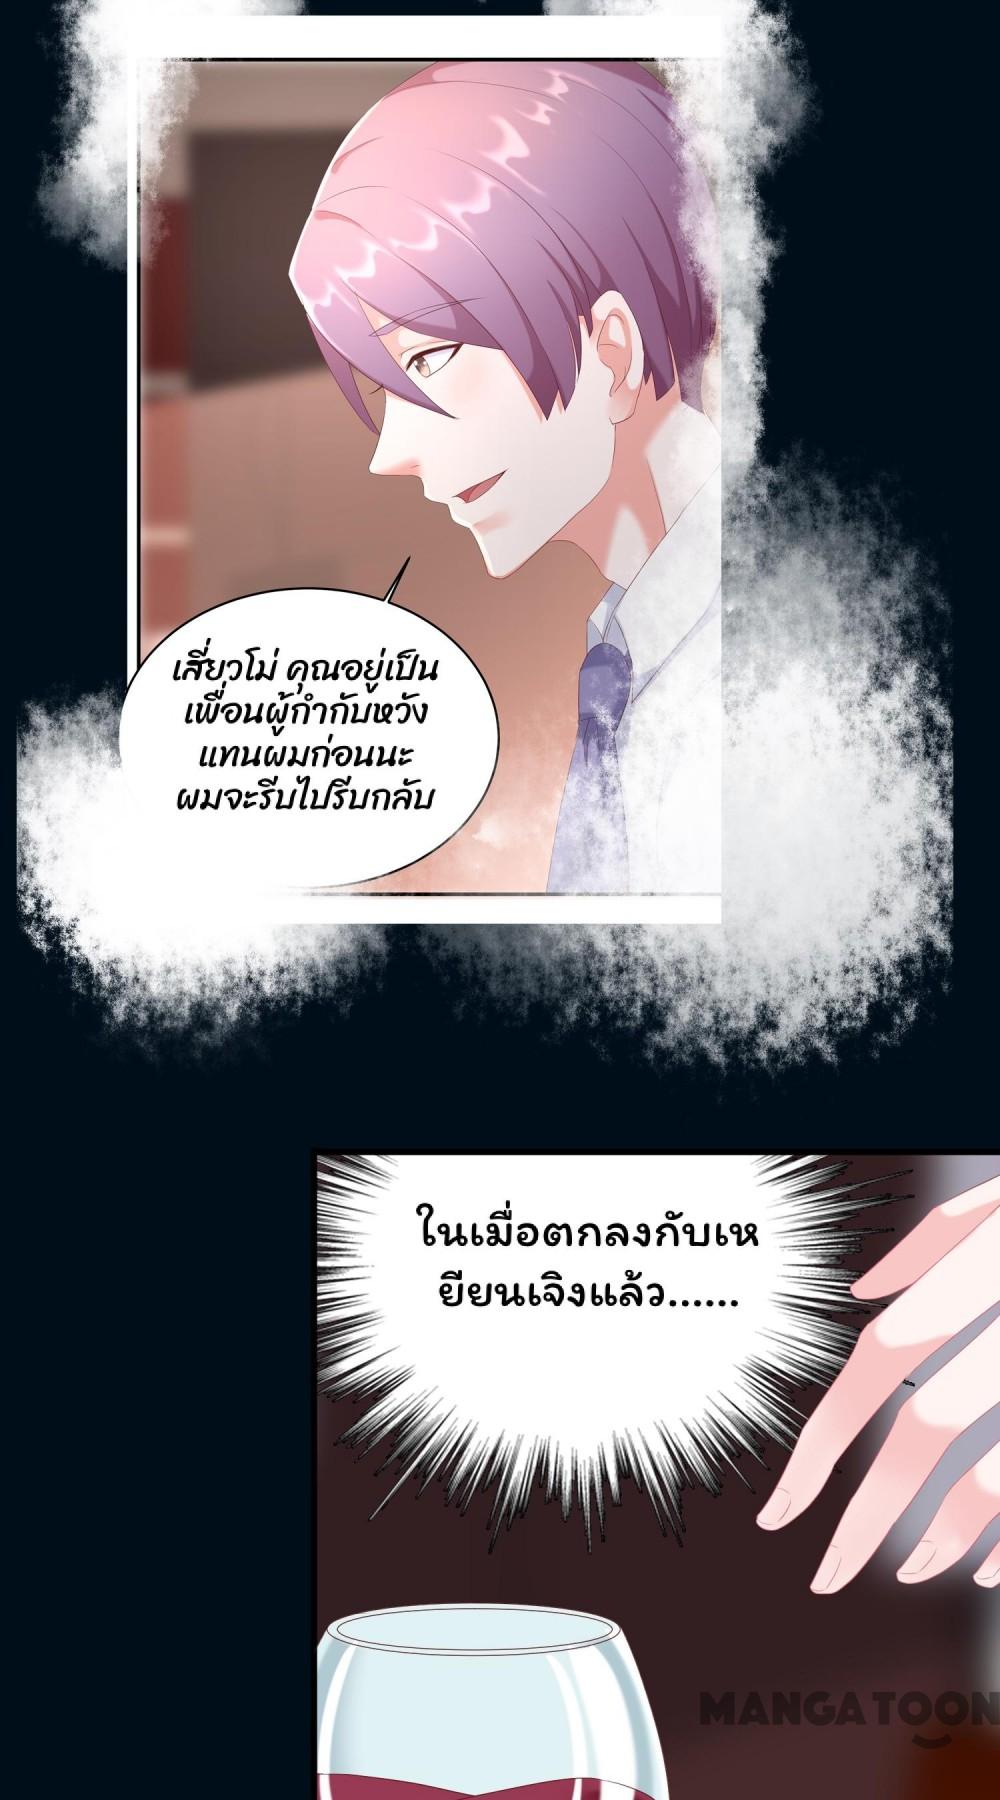 เสี่ยวโม่ คุณอยู่เป็น
เพื่อนผู้กำกับหวัง
แทนผมก่อนนะ
ผมจะรีบไปรีบกลับ
ในเมื่อตกลงกับเห
ยียนเจิงแล้ว......
MANGATOON